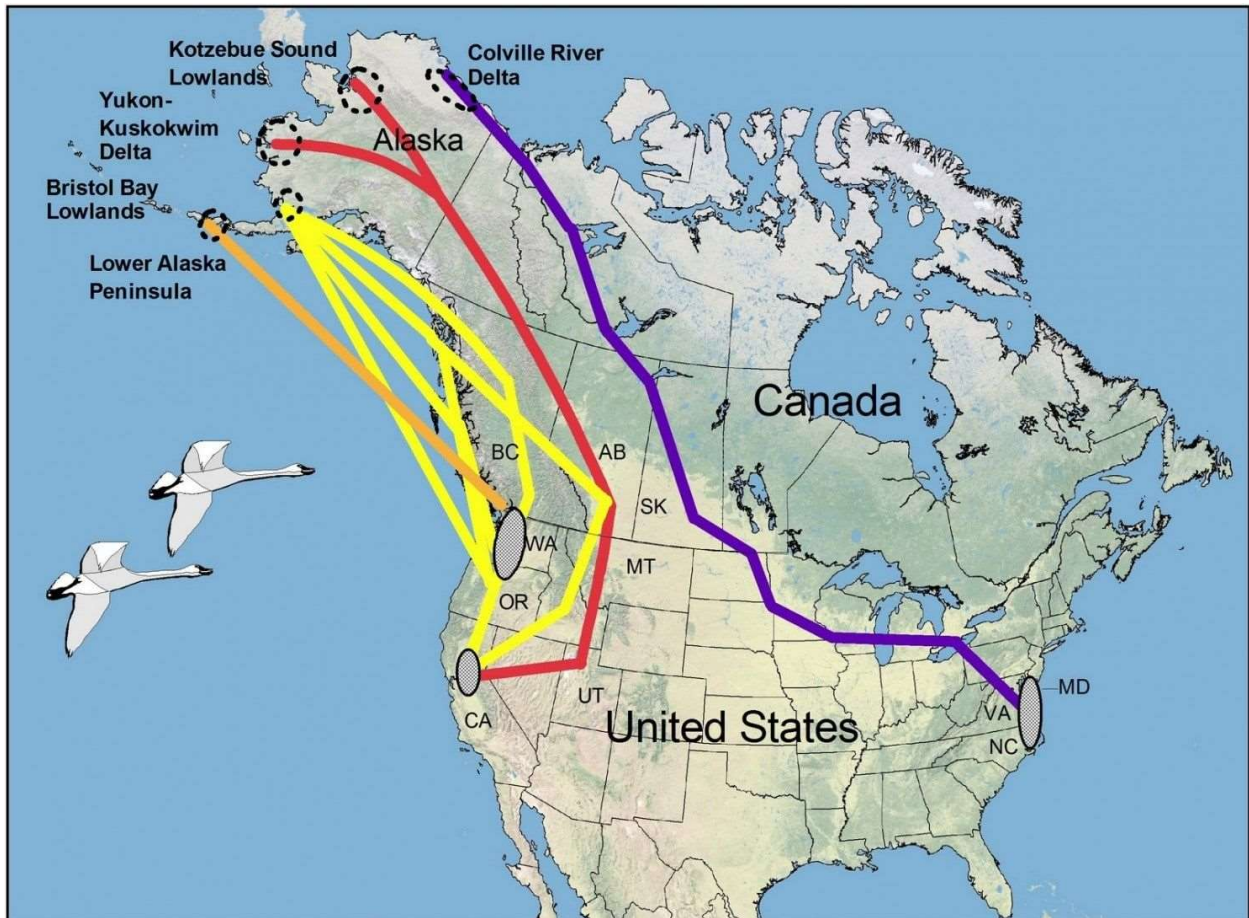 Kotzebue Sound
Lowlands
Colville River
Delta
Yukon-
Kuskokwim
Delta
Alaska
Bristol Bay
Lowlands
Lower Alaska
Peninsula
Canada
BC
AB
SK
WA
MT
OR
UT
CA
United States
MD
VA
NC